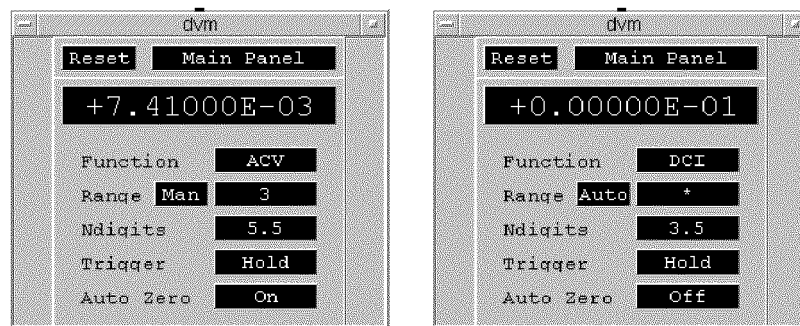 dvm
Reset Main Panel
+7.41000E-03
Function ACV
Range Man 3
Ndigits 5.5
Trigger Hold
Auto Zero On
dvm
Reset Main Panel
+0.00000E-01
Function DCI
Range Auto *
Ndigits 3.5
Trigger Hold
Auto Zero Off